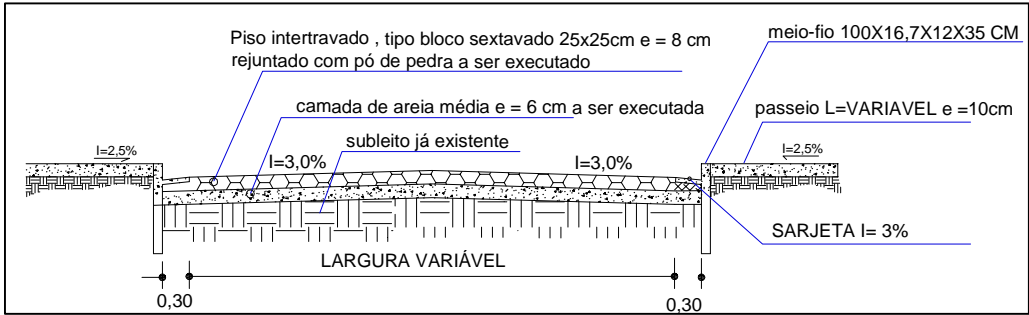 Piso intertravado , tipo bloco sextavado 25x25cm e = 8 cm
rejuntado com pó de pedra a ser executado
meio-fio 100X16,7X12X35 CM
camada de areia média e = 6 cm a ser executada
passeio L=VARIAVEL e =10cm
subleito já existente
I=2,5%
I=3,0%
I=3,0%
I=2,5%
SARJETA I= 3%
LARGURA VARIÁVEL
0,30
0,30